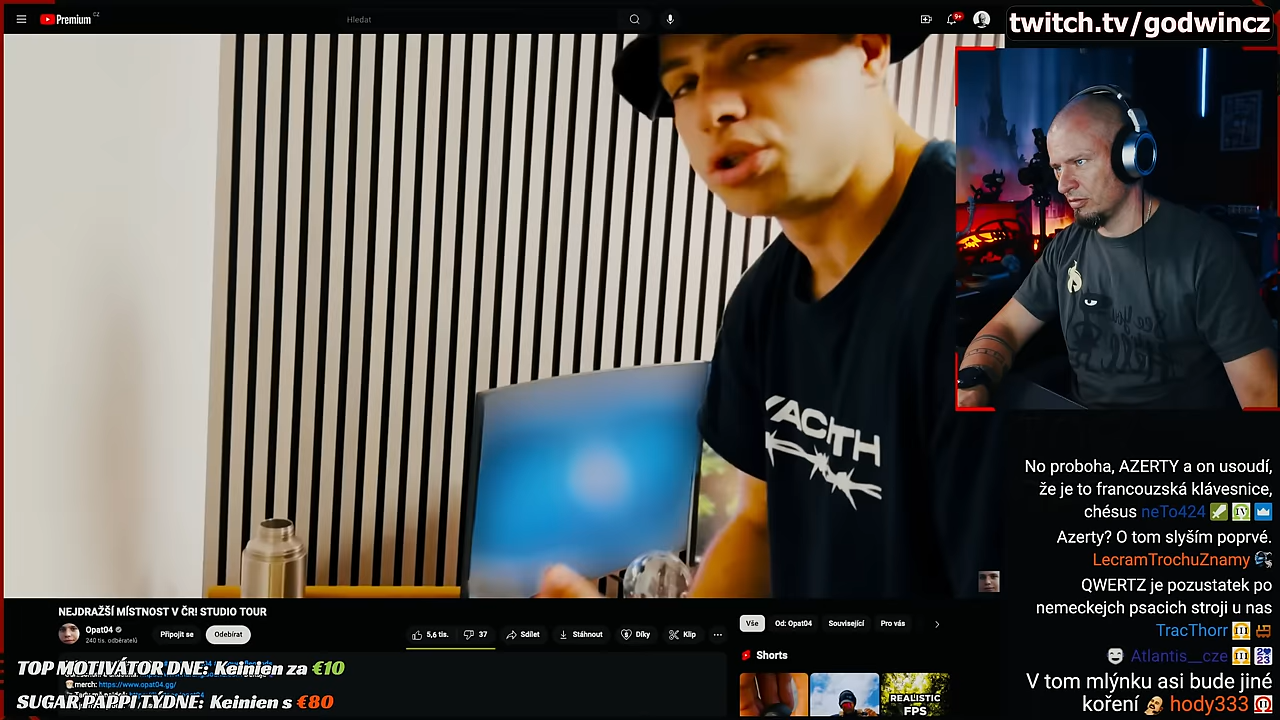 Premium CZ
Hledat
9+
twitch.tv/godwincz
YACHT
NEJDRAŽŠÍ MÍSTNOST V ČR! STUDIO TOUR
Opat04
240 tis. odběratelů
Připojit se
Odebírat
5,6 tis.
37
Sdílet
Stáhnout
Díky
Klip
Vše
Od: Opat04
Související
Pro vás
Shorts
REALISTIC
FPS
TOP MOTIVÁTOR DNE: Keinien za €10
merch: https://www.opat04.gg/
SUGAR PAPPI TÝDNE: Keinien s €80
No proboha, AZERTY a on usoudí,
že je to francouzská klávesnice,
chésus neTo424
Azerty? O tom slyším poprvé.
LecramTrochuZnamy
QWERTZ je pozustatek po
nemeckejch psacich stroji u nas
TracThorr
Atlantis__cze
V tom mlýnku asi bude jiné
koření hody333